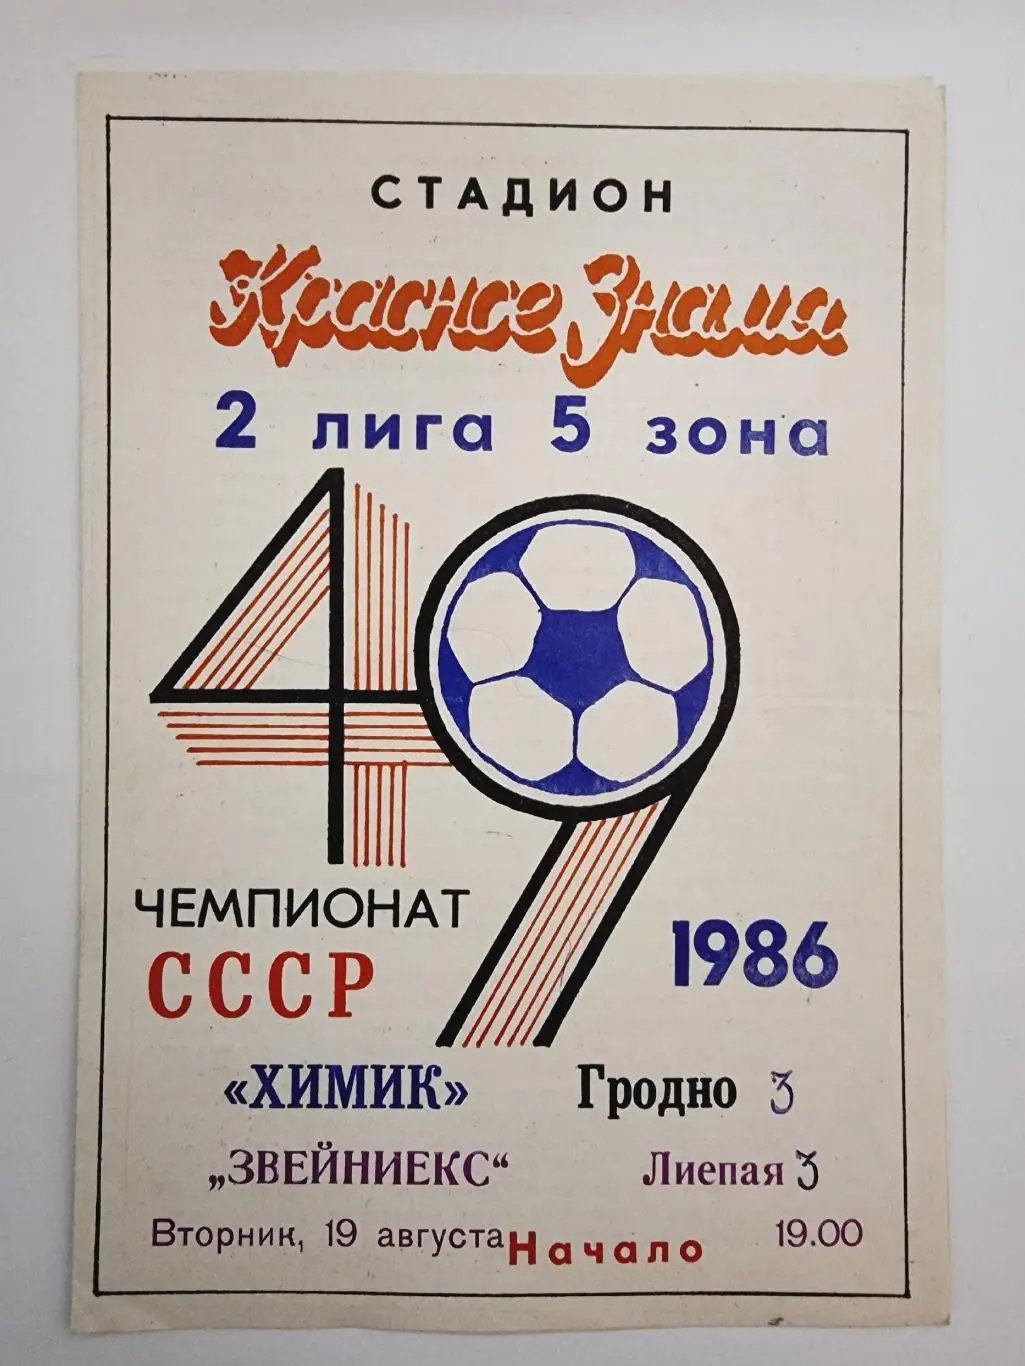 СТАДИОН
Красное Знамя
2 лига 5 зона
49
ЧЕМПИОНАТ
СССР
1986
«ХИМИК» Гродно 3
„ЗВЕЙНИЕКС“ Лиепая 3
Вторник, 19 августа Начало 19.00